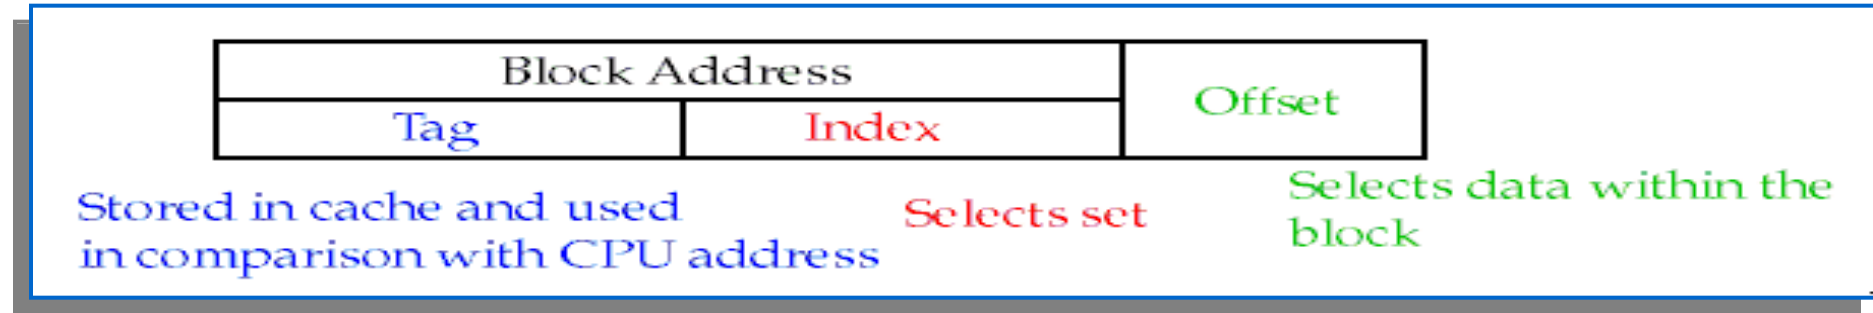 Block Address
Offset
Tag
Index
Stored in cache and used
in comparison with CPU address
Selects set
Selects data within the
block